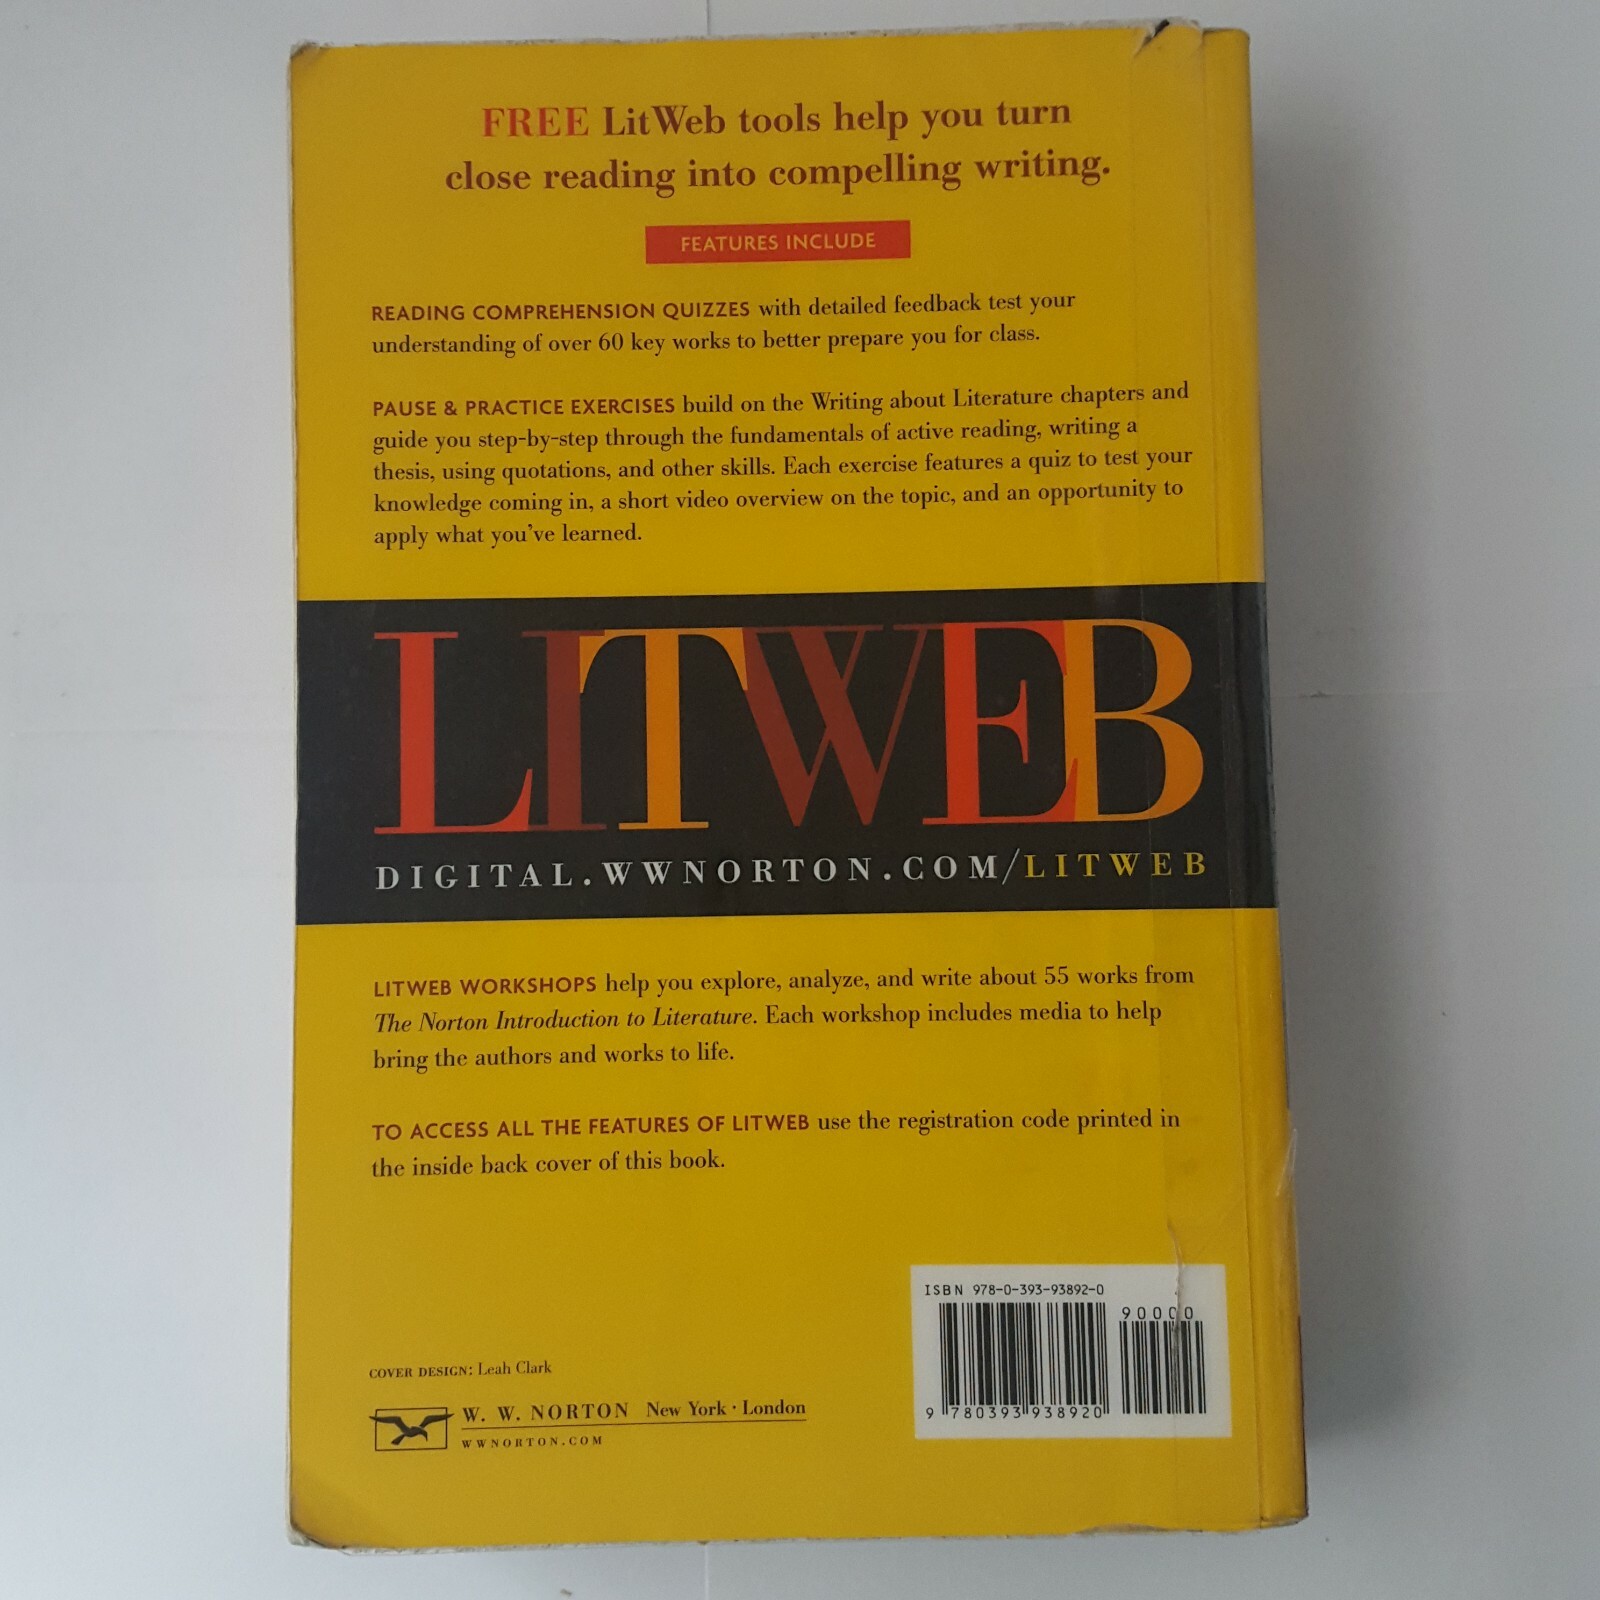 FREE LitWeb tools help you turn
close reading into compelling writing.
FEATURES INCLUDE
READING COMPREHENSION QUIZZES with detailed feedback test your
understanding of over 60 key works to better prepare you for class.
PAUSE & PRACTICE EXERCISES build on the Writing about Literature chapters and
guide you step-by-step through the fundamentals of active reading, writing a
thesis, using quotations, and other skills. Each exercise features a quiz to test your
knowledge coming in, a short video overview on the topic, and an opportunity to
apply what you've learned.
LITWEB
DIGITAL.WWNORTON.COM/LITWEB
LITWEB WORKSHOPS help you explore, analyze, and write about 55 works from
The Norton Introduction to Literature. Each workshop includes media to help
bring the authors and works to life.
TO ACCESS ALL THE FEATURES OF LITWEB use the registration code printed in
the inside back cover of this book.
ISBN 978-0-393-93892-0
90000
9 780393 938920
COVER DESIGN: Leah Clark
W. W. NORTON New York · London
WWNORTON.COM